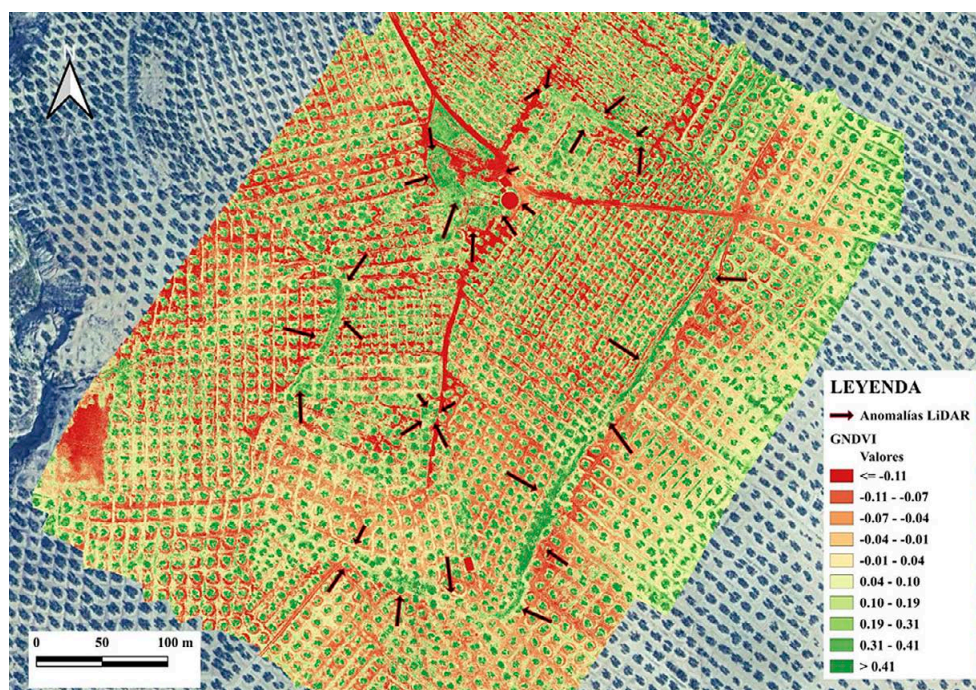 N
LEYENDA
Anomalías LiDAR
GNDVI
Valores
<= -0.11
-0.11 - -0.07
-0.07 - -0.04
-0.04 - -0.01
-0.01 - 0.04
0.04 - 0.10
0.10 - 0.19
0.19 - 0.31
0.31 - 0.41
> 0.41
0 50 100 m